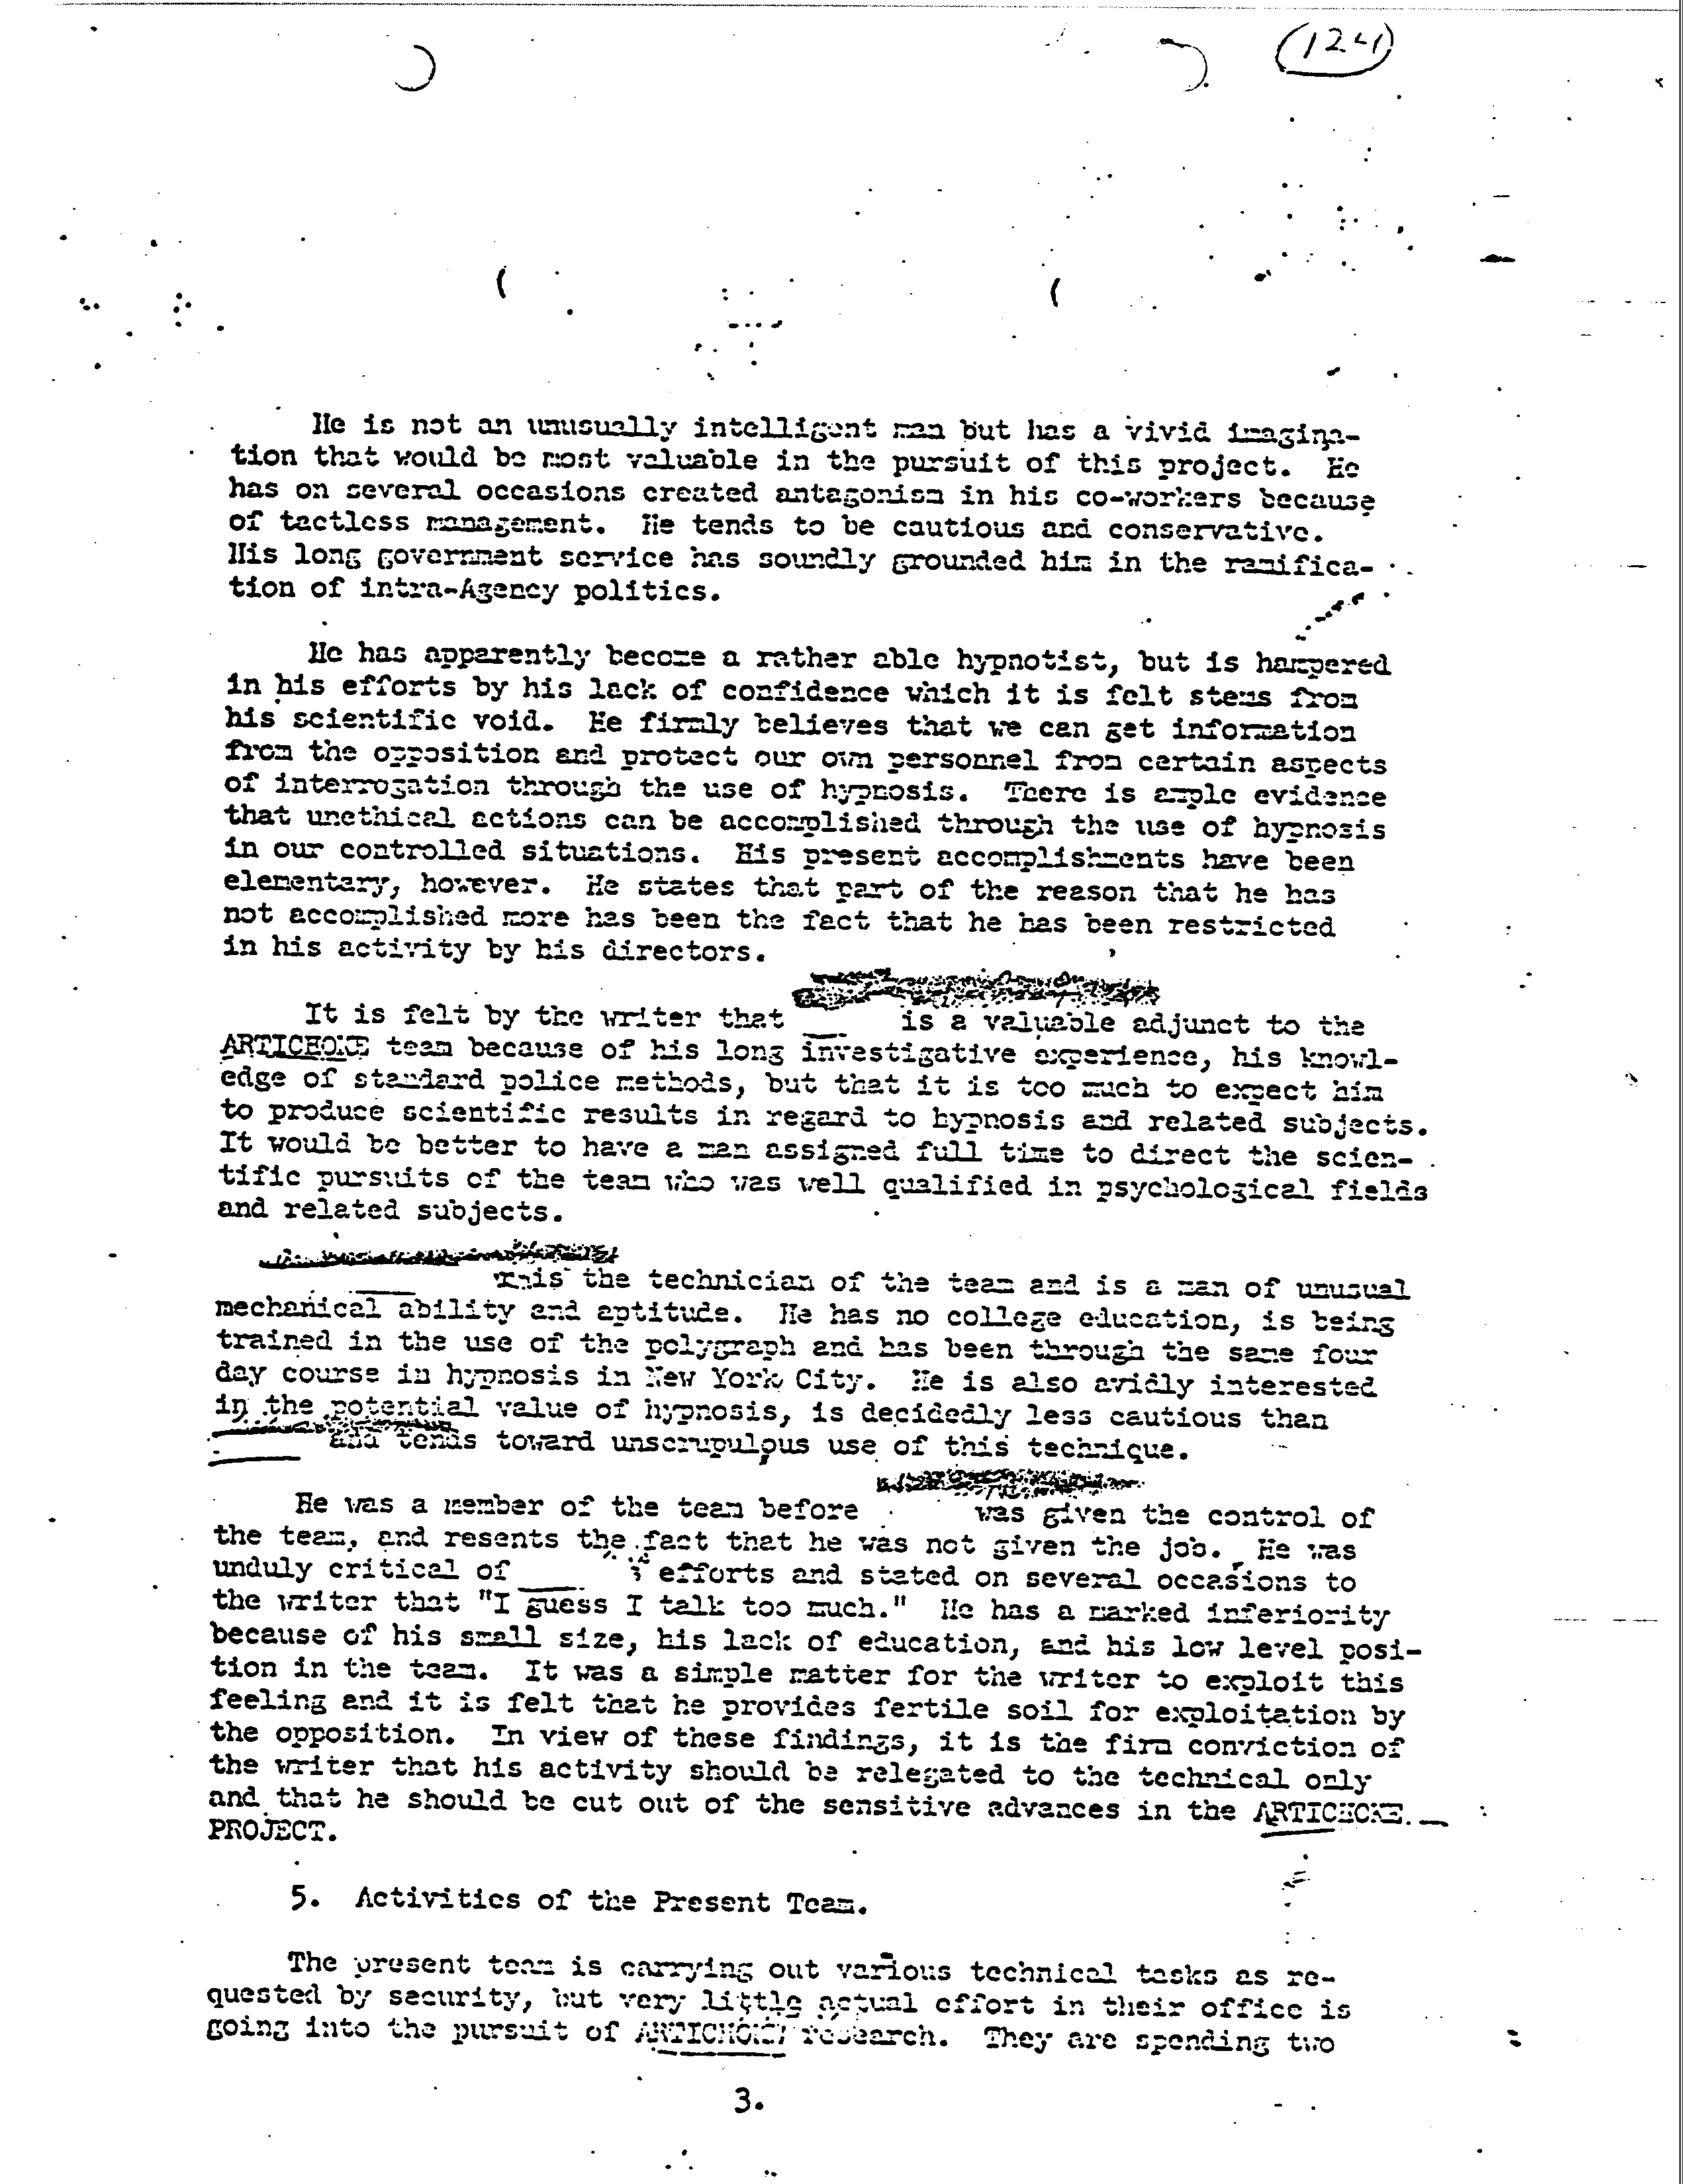 He is not an unusually intelligent man but has a vivid imagina-
tion that would be most valuable in the pursuit of this project. He
has on several occasions created antagonism in his co-workers because
of tactless management. He tends to be cautious and conservative.
His long government service has soundly grounded him in the ramifica-
tion of intra-Agency politics.
He has apparently become a rather able hypnotist, but is hampered
in his efforts by his lack of confidence which it is felt stems from
his scientific void. He firmly believes that we can get information
from the opposition and protect our own personnel from certain aspects
of interrogation through the use of hypnosis. There is ample evidence
that unethical actions can be accomplished through the use of hypnosis
in our controlled situations. His present accomplishments have been
elementary, however. He states that part of the reason that he has
not accomplished more has been the fact that he has been restricted
in his activity by his directors.
It is felt by the writer that is a valuable adjunct to the
ARTICHOKE team because of his long investigative experience, his knowl-
edge of standard police methods, but that it is too much to expect him
to produce scientific results in regard to hypnosis and related subjects.
It would be better to have a man assigned full time to direct the scien-
tific pursuits of the team who was well qualified in psychological fields
and related subjects.
is the technician of the team and is a man of unusual
mechanical ability and aptitude. He has no college education, is being
trained in the use of the polygraph and has been through the same four
day course in hypnosis in New York City. He is also avidly interested
in the potential value of hypnosis, is decidedly less cautious than
and tends toward unscrupulous use of this technique.
He was a member of the team before was given the control of
the team, and resents the fact that he was not given the job. He was
unduly critical of efforts and stated on several occasions to
the writer that "I guess I talk too much." He has a marked inferiority
because of his small size, his lack of education, and his low level posi-
tion in the team. It was a simple matter for the writer to exploit this
feeling and it is felt that he provides fertile soil for exploitation by
the opposition. In view of these findings, it is the firm conviction of
the writer that his activity should be relegated to the technical only
and that he should be cut out of the sensitive advances in the ARTICHOKE
PROJECT.
5. Activities of the Present Team.
The present team is carrying out various technical tasks as re-
quested by security, but very little actual effort in their office is
going into the pursuit of ARTICHOKE research. They are spending two
3.